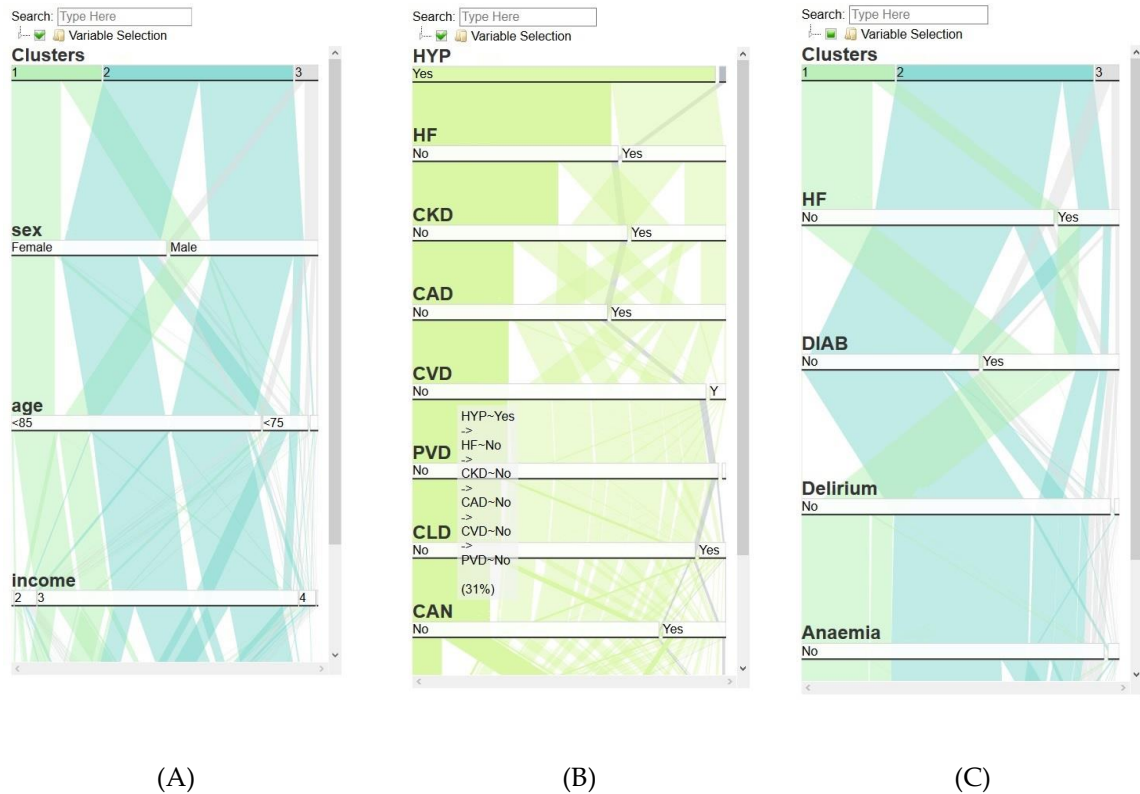 Search: Type Here
Variable Selection
Clusters
1 2 3
sex
Female Male
age
<85 <75
income
2 3 4
(A)
Search: Type Here
Variable Selection
HYP
Yes
HF
No Yes
CKD
No Yes
CAD
No Yes
CVD
No Y
PVD
No
CLD
No Yes
CAN
No Yes
HYP~Yes
->
HF~No
->
CKD~No
->
CAD~No
->
CVD~No
->
PVD~No
(31%)
(B)
Search: Type Here
Variable Selection
Clusters
1 2 3
HF
No Yes
DIAB
No Yes
Delirium
No
Anaemia
No
(C)